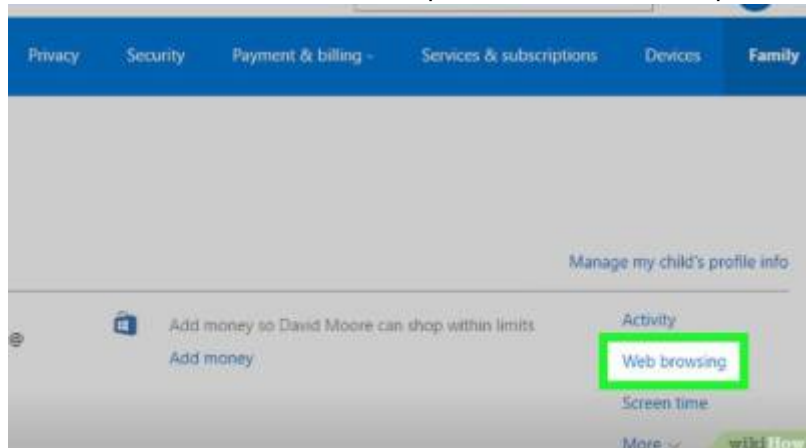 Privacy Security Payment & billing Services & subscriptions Devices Family
Manage my child's profile info
Add money so David Moore can shop within limits
Add money
@
Activity
Web browsing
Screen time
More
wikiHow